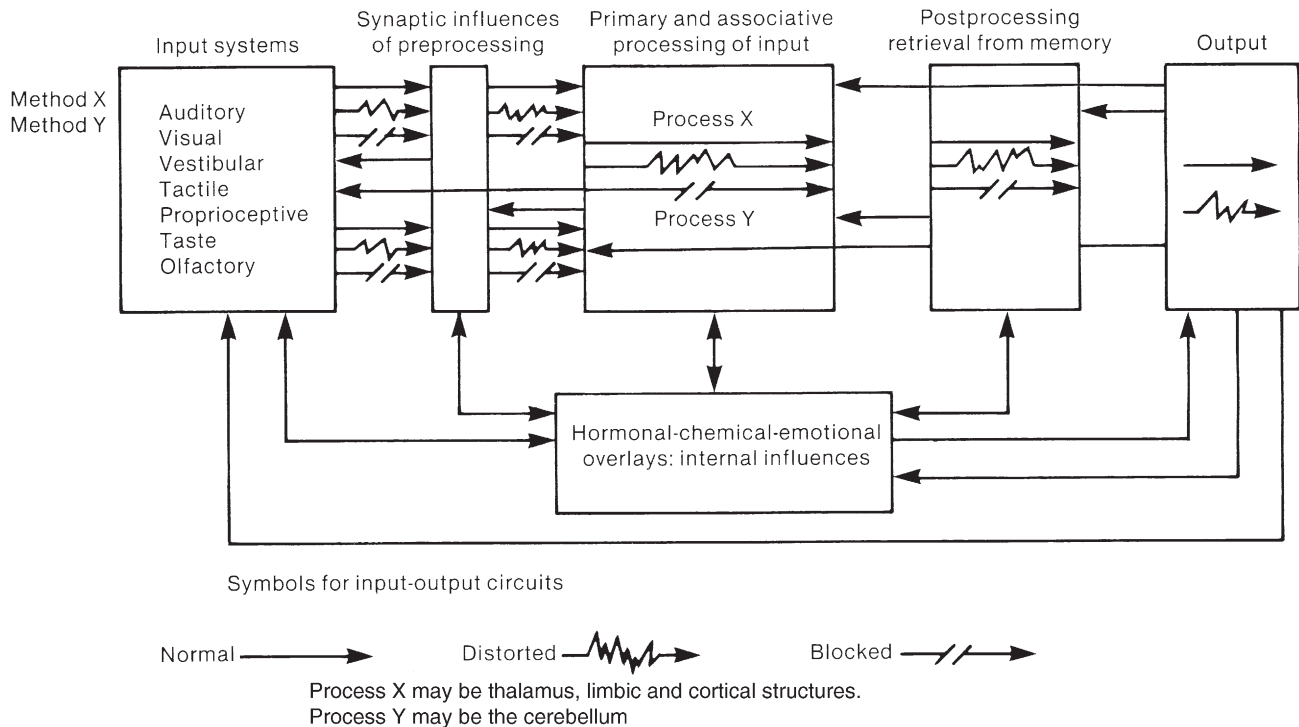 Input systems
Synaptic influences
of preprocessing
Primary and associative
processing of input
Postprocessing
retrieval from memory
Output
Method X
Method Y
Auditory
Visual
Vestibular
Tactile
Proprioceptive
Taste
Olfactory
Process X
Process Y
Hormonal-chemical-emotional
overlays: internal influences
Symbols for input-output circuits
Normal
Distorted
Blocked
Process X may be thalamus, limbic and cortical structures.
Process Y may be the cerebellum